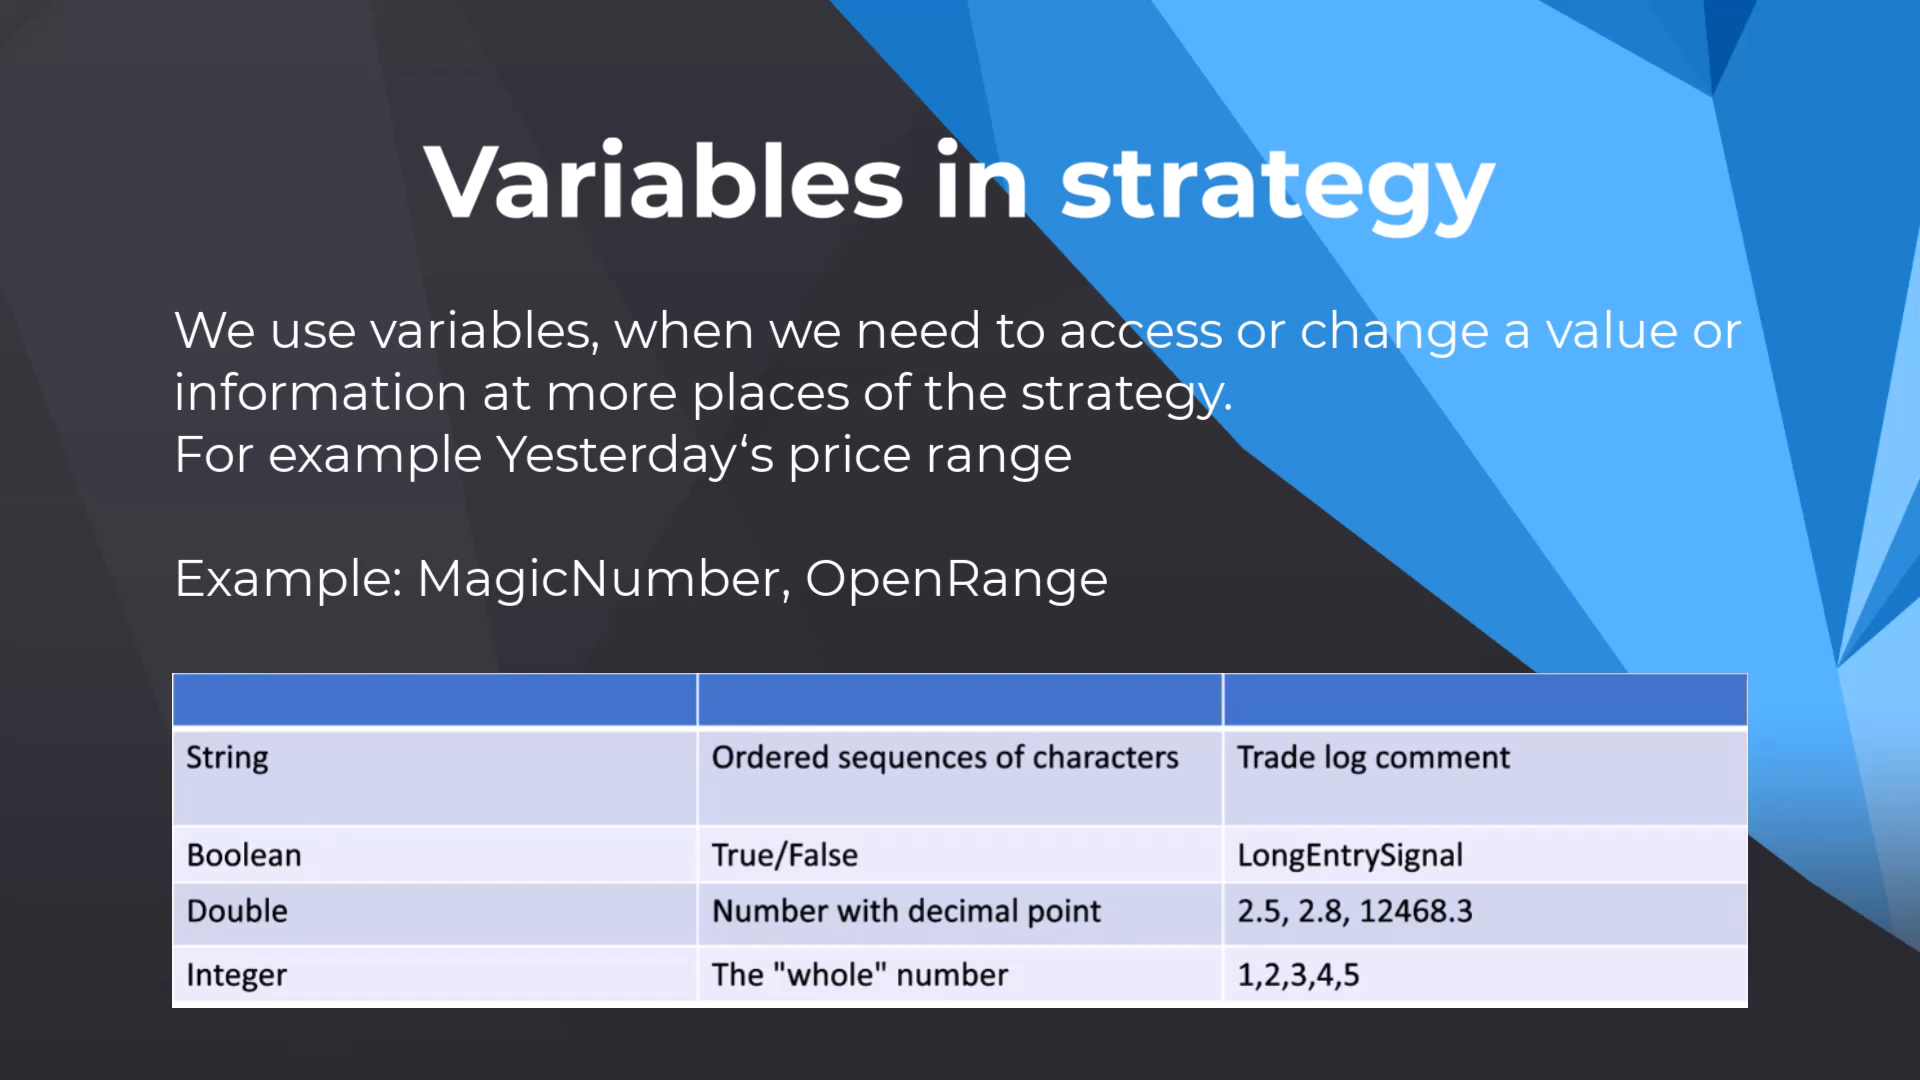 Variables in strategy
We use variables, when we need to access or change a value or
information at more places of the strategy.
For example Yesterday‘s price range
Example: MagicNumber, OpenRange
String Ordered sequences of characters Trade log comment
Boolean True/False LongEntrySignal
Double Number with decimal point 2.5, 2.8, 12468.3
Integer The "whole" number 1,2,3,4,5